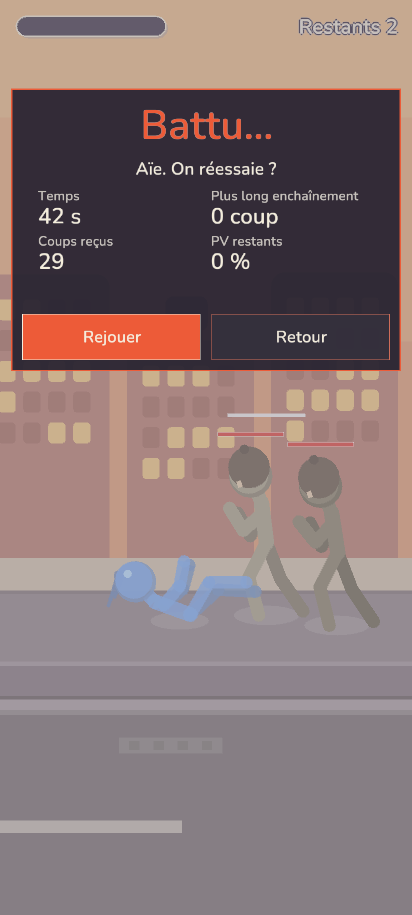 Restants 2
Battu...
Aïe. On réessaie ?
Temps
Plus long enchaînement
42 s
0 coup
Coups reçus
PV restants
29
0 %
Rejouer
Retour